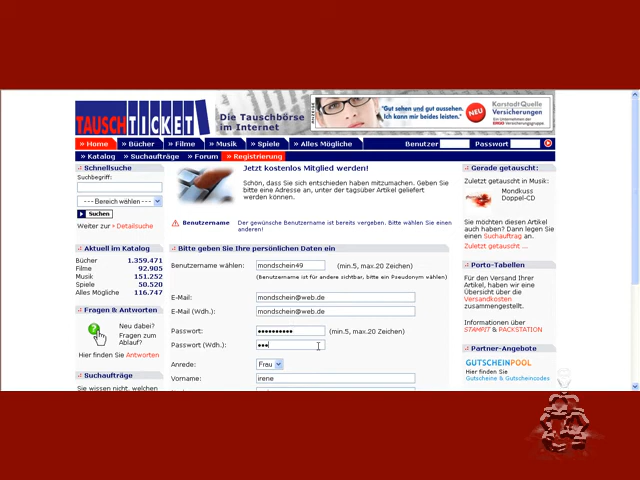 TAUSCHTICKET
Die Tauschbörse
im Internet
ANZEIGE
"Gut sehen und gut aussehen.
Ich kann mir beides leisten."
NEU
KarstadtQuelle
Versicherungen
Ein Unternehmen der
ERGO Versicherungsgruppe.
» Home » Bücher » Filme » Musik » Spiele » Alles Mögliche Benutzer Passwort
» Katalog » Suchaufträge » Forum » Registrierung
Schnellsuche
Suchbegriff:
--- Bereich wählen ---
Suchen
Weiter zur » Detailsuche
Aktuell im Katalog
Bücher 1.359.471
Filme 92.905
Musik 151.252
Spiele 50.520
Alles Mögliche 116.747
Fragen & Antworten
Neu dabei?
Fragen zum
Ablauf?
Hier finden Sie Antworten
Suchaufträge
Sie wissen nicht, welchen
Jetzt kostenlos Mitglied werden!
Schön, dass Sie sich entschieden haben mitzumachen. Geben Sie
bitte eine Adresse an, unter der tagsüber Artikel geliefert
werden können.
Benutzername Der gewünschte Benutzername ist bereits vergeben. Bitte wählen Sie einen
anderen!
Bitte geben Sie Ihre persönlichen Daten ein
Benutzername wählen: mondschein49 (min.5, max.20 Zeichen)
(Benutzername ist für andere sichtbar, bitte ein Pseudonym wählen)
E-Mail: mondschein@web.de
E-Mail (Wdh.): mondschein@web.de
Passwort: •••••••••• (min.5, max.20 Zeichen)
Passwort (Wdh.): •••
Anrede: Frau
Vorname: irene
Gerade getauscht:
Zuletzt getauscht in Musik:
Mondkuss
Doppel-CD
Sie möchten diesen Artikel
auch haben? Dann legen Sie
einen Suchauftrag an.
Zuletzt getauscht ...
Porto-Tabellen
Für den Versand Ihrer
Artikel, haben wir eine
Übersicht über die
Versandkosten
zusammengestellt.
Informationen über
STAMPIT & PACKSTATION
Partner-Angebote
GUTSCHEINPOOL
Hier finden Sie
Gutscheine & Gutscheincodes